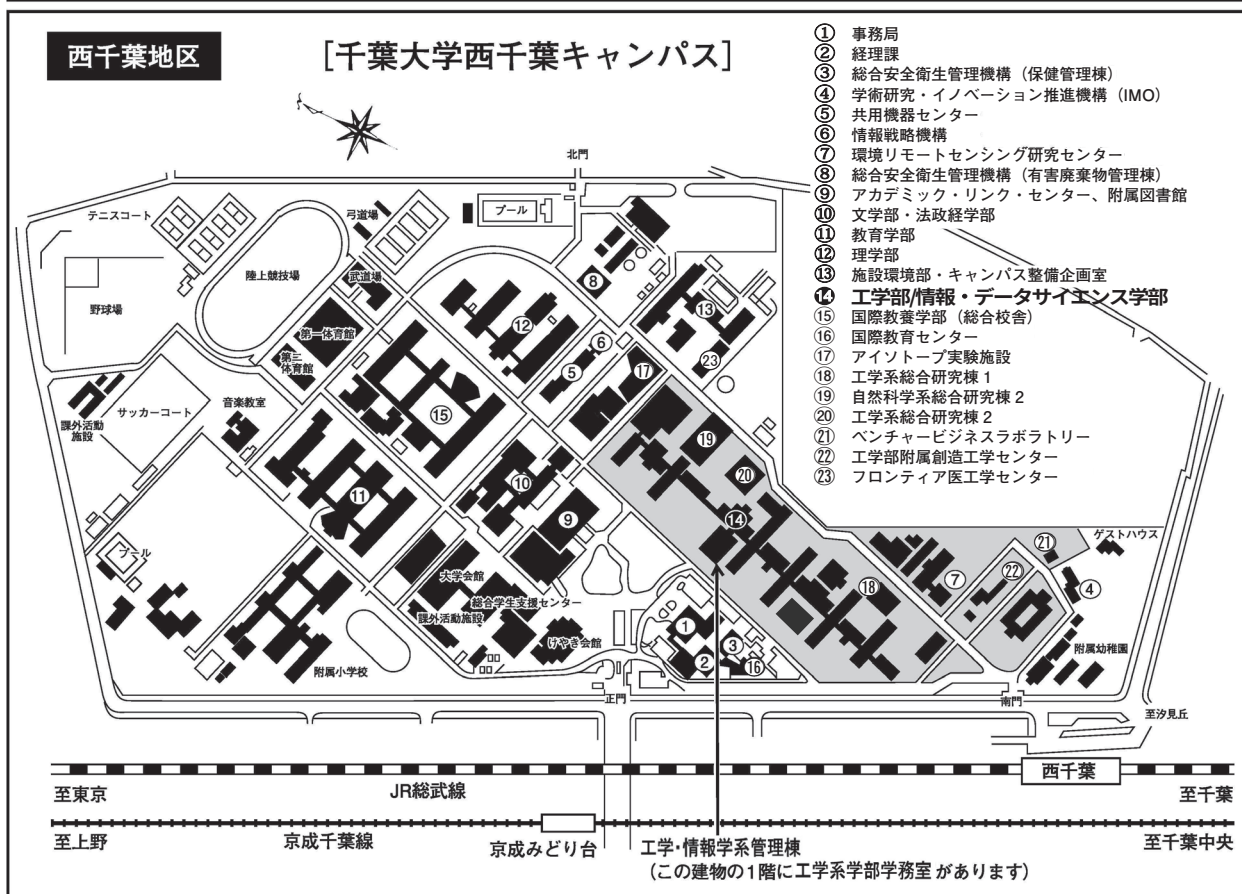 西千葉地区
[千葉大学西千葉キャンパス]
① 事務局
② 経理課
③ 総合安全衛生管理機構（保健管理棟）
④ 学術研究・イノベーション推進機構（IMO）
⑤ 共用機器センター
⑥ 情報戦略機構
⑦ 環境リモートセンシング研究センター
⑧ 総合安全衛生管理機構（有害廃棄物管理棟）
⑨ アカデミック・リンク・センター、附属図書館
⑩ 文学部・法政経学部
⑪ 教育学部
⑫ 理学部
⑬ 施設環境部・キャンパス整備企画室
⓮ 工学部/情報・データサイエンス学部
⑮ 国際教養学部（総合校舎）
⑯ 国際教育センター
⑰ アイソトープ実験施設
⑱ 工学系総合研究棟1
⑲ 自然科学系総合研究棟2
⑳ 工学系総合研究棟2
㉑ ベンチャービジネスラボラトリー
㉒ 工学部附属創造工学センター
㉓ フロンティア医工学センター
北門
テニスコート
弓道場
プール
陸上競技場
武道場
⑧
野球場
⑫
⑬
第一体育館
⑥
第二
体育館
⑤
⑰
㉓
サッカーコート
音楽教室
⑮
課外活動
施設
⑲
⑳
⑪
⑩
⑨
⓮
プール
大学会館
総合学生支援センター
課外活動施設
けやき会館
①
②
③
⑯
⑱
⑦
㉒
㉑
ゲストハウス
④
附属幼稚園
附属小学校
正門
南門
至汐見丘
西千葉
至東京
JR総武線
至千葉
至上野
京成千葉線
京成みどり台
至千葉中央
工学・情報学系管理棟
（この建物の1階に工学系学部学務室があります）